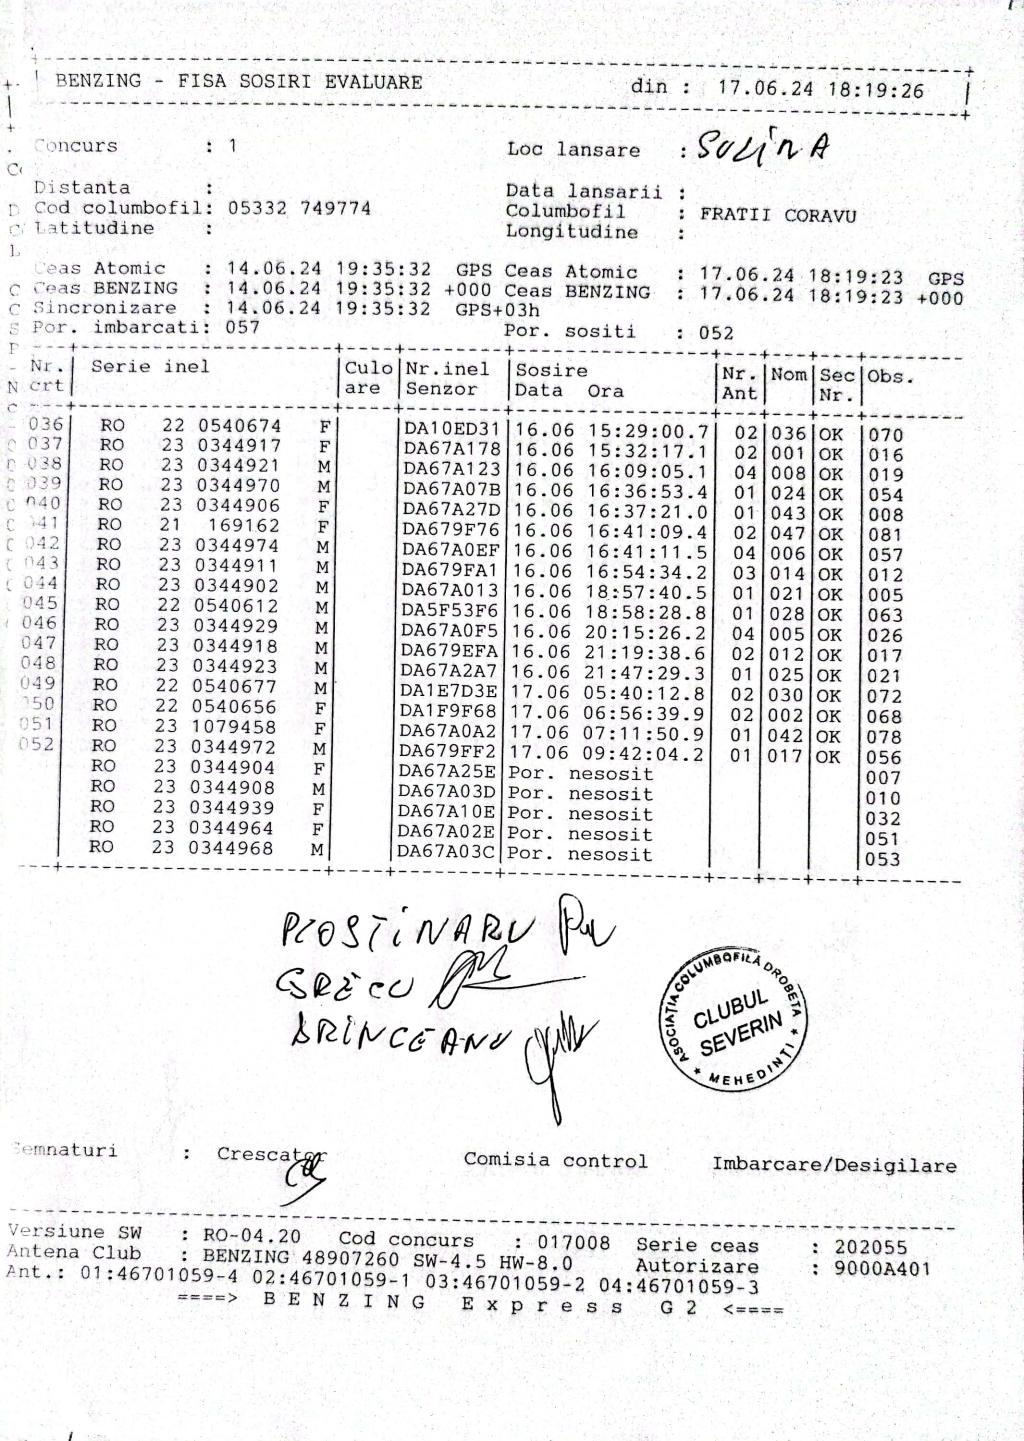 BENZING - FISA SOSIRI EVALUARE din : 17.06.24 18:19:26
Concurs : 1 Loc lansare : SULINA
Distanta : Data lansarii :
Cod columbofil: 05332 749774 Columbofil : FRATII CORAVU
Latitudine : Longitudine :
Ceas Atomic : 14.06.24 19:35:32 GPS Ceas Atomic : 17.06.24 18:19:23 GPS
Ceas BENZING : 14.06.24 19:35:32 +000 Ceas BENZING : 17.06.24 18:19:23 +000
Sincronizare : 14.06.24 19:35:32 GPS+03h
Por. imbarcati: 057 Por. sositi : 052
Nr. Serie inel Culo Nr.inel Sosire Nr. Nom Sec Obs.
crt are Senzor Data Ora Ant Nr.
036 RO 22 0540674 F DA10ED31 16.06 15:29:00.7 02 036 OK 070
037 RO 23 0344917 F DA67A178 16.06 15:32:17.1 02 001 OK 016
038 RO 23 0344921 M DA67A123 16.06 16:09:05.1 04 008 OK 019
039 RO 23 0344970 M DA67A07B 16.06 16:36:53.4 01 024 OK 054
040 RO 23 0344906 F DA67A27D 16.06 16:37:21.0 01 043 OK 008
041 RO 21 169162 F DA679F76 16.06 16:41:09.4 02 047 OK 081
042 RO 23 0344974 M DA67A0EF 16.06 16:41:11.5 04 006 OK 057
043 RO 23 0344911 M DA679FA1 16.06 16:54:34.2 03 014 OK 012
044 RO 23 0344902 M DA67A013 16.06 18:57:40.5 01 021 OK 005
045 RO 22 0540612 M DA5F53F6 16.06 18:58:28.8 01 028 OK 063
046 RO 23 0344929 M DA67A0F5 16.06 20:15:26.2 04 005 OK 026
047 RO 23 0344918 M DA679EFA 16.06 21:19:38.6 02 012 OK 017
048 RO 23 0344923 M DA67A2A7 16.06 21:47:29.3 01 025 OK 021
049 RO 22 0540677 M DA1E7D3E 17.06 05:40:12.8 02 030 OK 072
050 RO 22 0540656 F DA1F9F68 17.06 06:56:39.9 02 002 OK 068
051 RO 23 1079458 F DA67A0A2 17.06 07:11:50.9 01 042 OK 078
052 RO 23 0344972 M DA679FF2 17.06 09:42:04.2 01 017 OK 056
RO 23 0344904 F DA67A25E Por. nesosit 007
RO 23 0344908 M DA67A03D Por. nesosit 010
RO 23 0344939 F DA67A10E Por. nesosit 032
RO 23 0344964 F DA67A02E Por. nesosit 051
RO 23 0344968 M DA67A03C Por. nesosit 053
PLOSTINARU
GRECU
BRINCEANU
ASOCIAȚIA COLUMBOFILĂ DROBETA
CLUBUL
SEVERIN
* MEHEDINȚI *
Semnaturi : Crescator Comisia control Imbarcare/Desigilare
Versiune SW : RO-04.20 Cod concurs : 017008 Serie ceas : 202055
Antena Club : BENZING 48907260 SW-4.5 HW-8.0 Autorizare : 9000A401
Ant.: 01:46701059-4 02:46701059-1 03:46701059-2 04:46701059-3
====> B E N Z I N G E x p r e s s G 2 <====